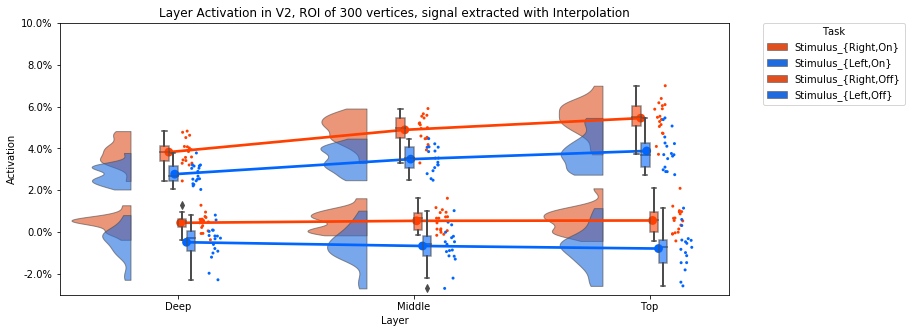 Layer Activation in V2, ROI of 300 vertices, signal extracted with Interpolation
10.0%
8.0%
6.0%
4.0%
2.0%
0.0%
-2.0%
Activation
Deep
Middle
Top
Layer
Task
Stimulus_{Right,On}
Stimulus_{Left,On}
Stimulus_{Right,Off}
Stimulus_{Left,Off}